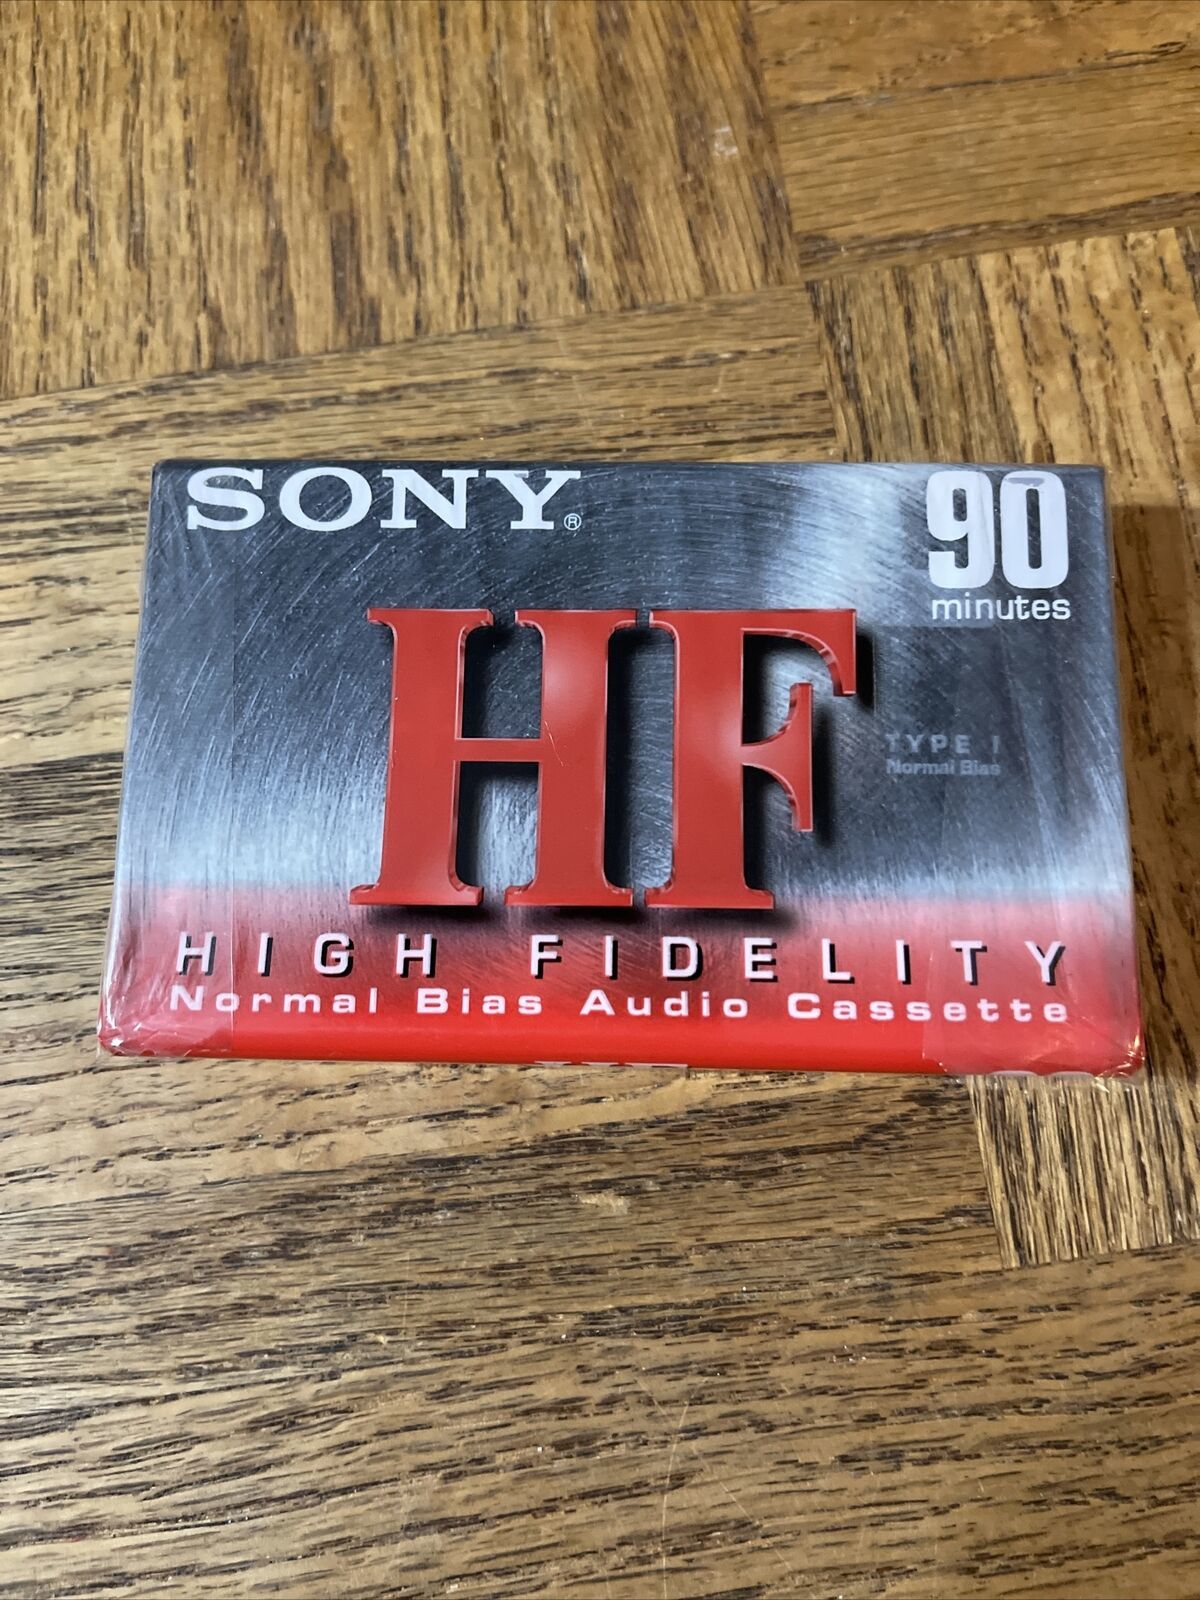 SONY®
90
minutes
HF
TYPE I
Normal Bias
HIGH FIDELITY
Normal Bias Audio Cassette